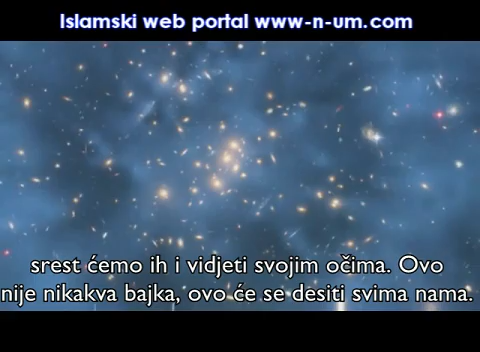 Islamski web portal www-n-um.com
srest ćemo ih i vidjeti svojim očima. Ovo
nije nikakva bajka, ovo će se desiti svima nama.